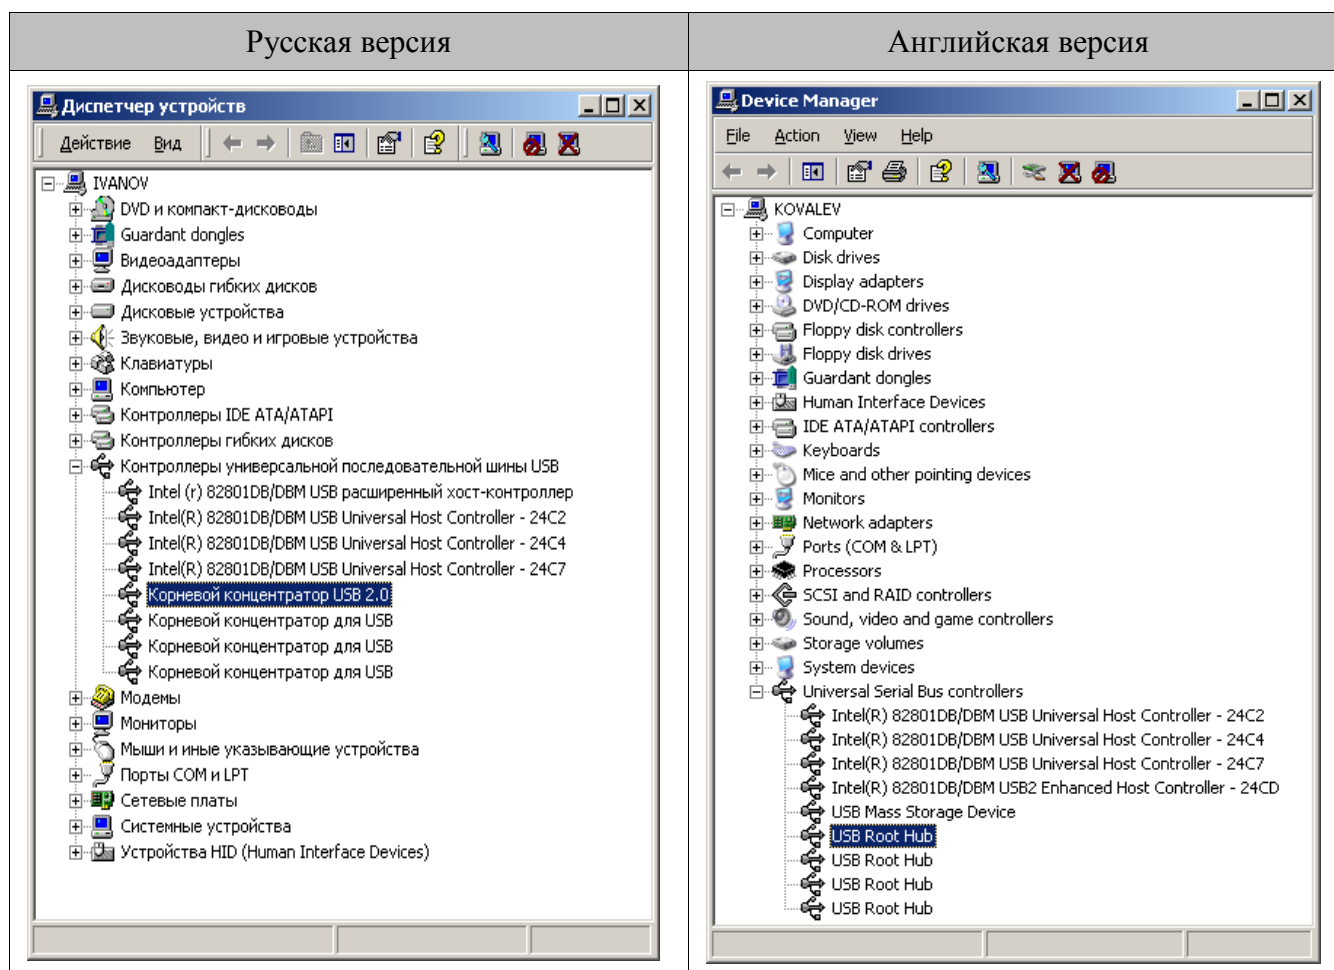 Русская версия
Английская версия
Диспетчер устройств
Действие Вид
IVANOV
DVD и компакт-дисководы
Guardant dongles
Видеоадаптеры
Дисководы гибких дисков
Дисковые устройства
Звуковые, видео и игровые устройства
Клавиатуры
Компьютер
Контроллеры IDE ATA/ATAPI
Контроллеры гибких дисков
Контроллеры универсальной последовательной шины USB
Intel (r) 82801DB/DBM USB расширенный хост-контроллер
Intel(R) 82801DB/DBM USB Universal Host Controller - 24C2
Intel(R) 82801DB/DBM USB Universal Host Controller - 24C4
Intel(R) 82801DB/DBM USB Universal Host Controller - 24C7
Корневой концентратор USB 2.0
Корневой концентратор для USB
Корневой концентратор для USB
Корневой концентратор для USB
Модемы
Мониторы
Мыши и иные указывающие устройства
Порты COM и LPT
Сетевые платы
Системные устройства
Устройства HID (Human Interface Devices)
Device Manager
File Action View Help
KOVALEV
Computer
Disk drives
Display adapters
DVD/CD-ROM drives
Floppy disk controllers
Floppy disk drives
Guardant dongles
Human Interface Devices
IDE ATA/ATAPI controllers
Keyboards
Mice and other pointing devices
Monitors
Network adapters
Ports (COM & LPT)
Processors
SCSI and RAID controllers
Sound, video and game controllers
Storage volumes
System devices
Universal Serial Bus controllers
Intel(R) 82801DB/DBM USB Universal Host Controller - 24C2
Intel(R) 82801DB/DBM USB Universal Host Controller - 24C4
Intel(R) 82801DB/DBM USB Universal Host Controller - 24C7
Intel(R) 82801DB/DBM USB2 Enhanced Host Controller - 24CD
USB Mass Storage Device
USB Root Hub
USB Root Hub
USB Root Hub
USB Root Hub